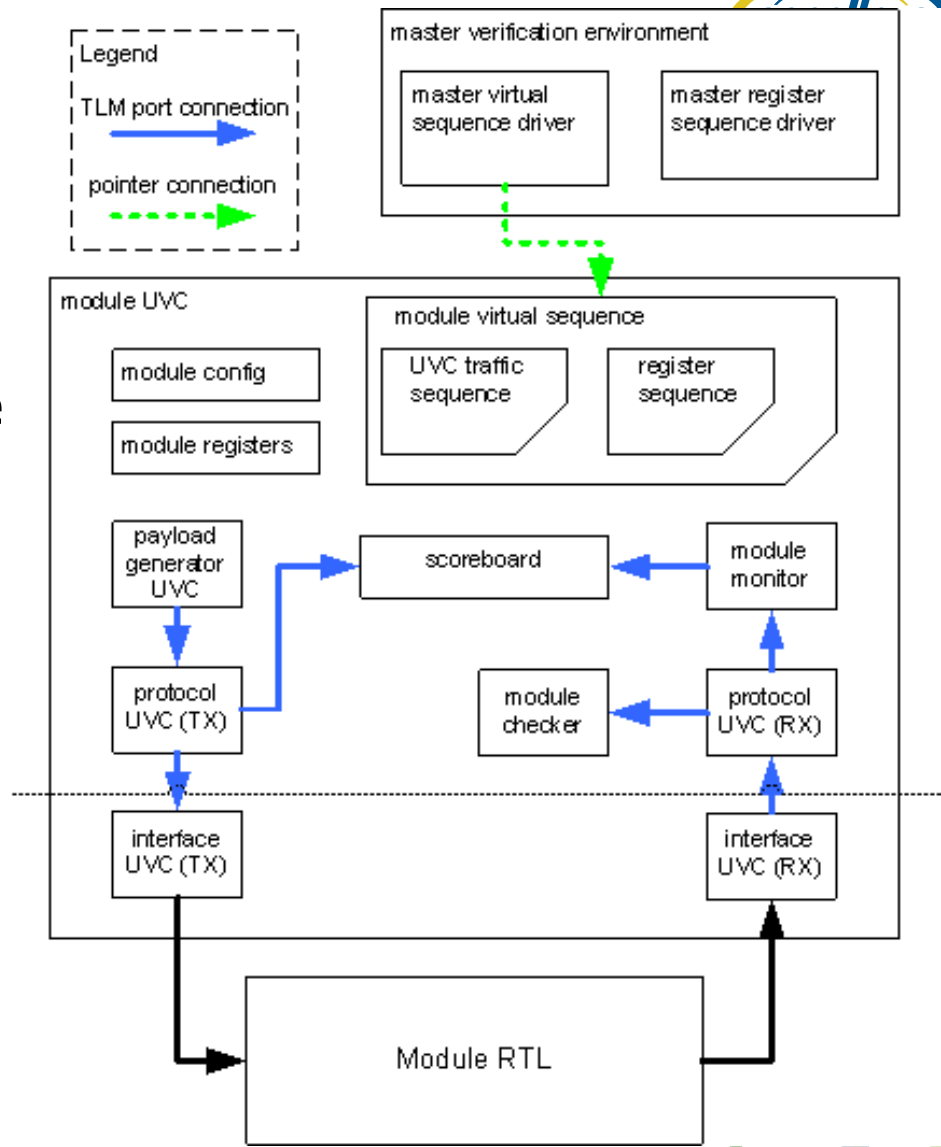 Legend
TLM port connection
pointer connection
master verification environment
master virtual
sequence driver
master register
sequence driver
module UVC
module config
module registers
module virtual sequence
UVC traffic
sequence
register
sequence
payload
generator
UVC
scoreboard
module
monitor
protocol
UVC (TX)
module
checker
protocol
UVC (RX)
interface
UVC (TX)
interface
UVC (RX)
Module RTL